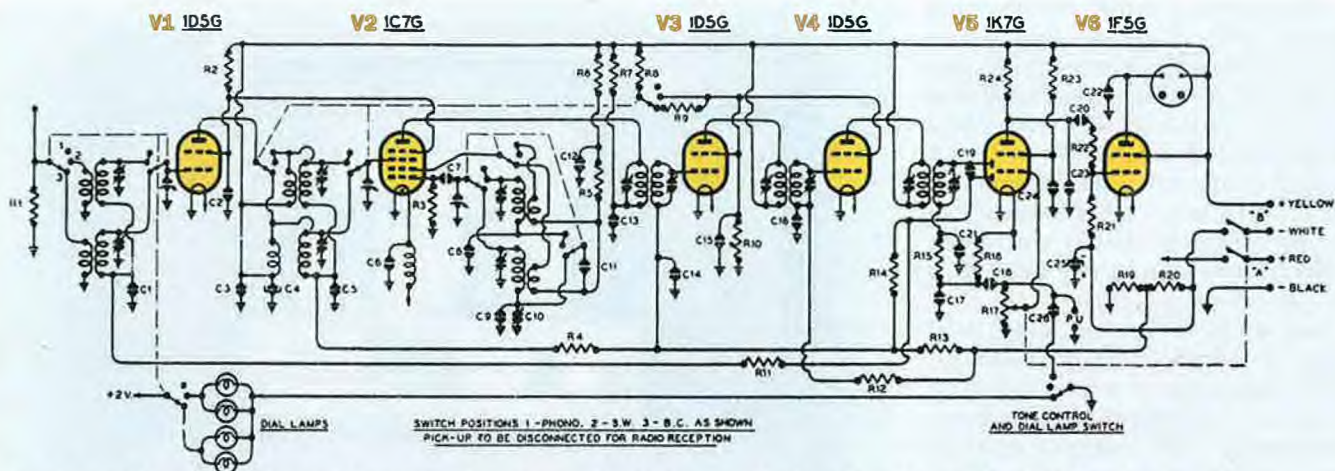 V1 1D5G V2 1C7G V3 1D5G V4 1D5G V5 1K7G V6 1F5G
R2 R6 R7 R8 R24 R23
R9 C22 C20
1 2 3
R22
C12 C19 C23
C7
R1 C2 R3 R5 C24
C13 R21 + YELLOW
"B"
- WHITE
C8 C15 R10 R14 R15 C21 R16 + RED
C6 C11 C16 C25 "A"
C18
C1 C3 C4 C5 C14 C17 R19 R20 - BLACK
C9 C10 R17 C26 P.U
R4 R13
R11
R12
+2V
DIAL LAMPS
SWITCH POSITIONS 1 -PHONO. 2 - S.W. 3 - B.C. AS SHOWN
PICK-UP TO BE DISCONNECTED FOR RADIO RECEPTION
TONE CONTROL
AND DIAL LAMP SWITCH